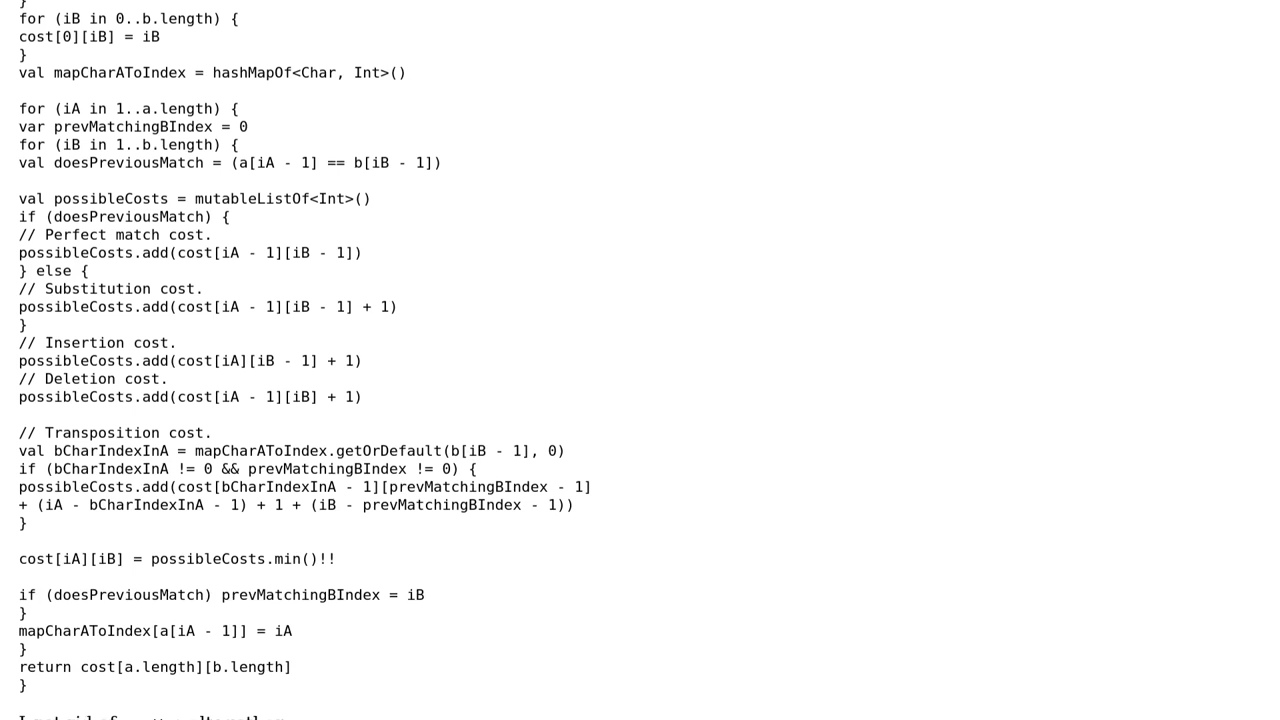 }
for (iB in 0..b.length) {
cost[0][iB] = iB
}
val mapCharAToIndex = hashMapOf<Char, Int>()
for (iA in 1..a.length) {
var prevMatchingBIndex = 0
for (iB in 1..b.length) {
val doesPreviousMatch = (a[iA - 1] == b[iB - 1])
val possibleCosts = mutableListOf<Int>()
if (doesPreviousMatch) {
// Perfect match cost.
possibleCosts.add(cost[iA - 1][iB - 1])
} else {
// Substitution cost.
possibleCosts.add(cost[iA - 1][iB - 1] + 1)
}
// Insertion cost.
possibleCosts.add(cost[iA][iB - 1] + 1)
// Deletion cost.
possibleCosts.add(cost[iA - 1][iB] + 1)
// Transposition cost.
val bCharIndexInA = mapCharAToIndex.getOrDefault(b[iB - 1], 0)
if (bCharIndexInA != 0 && prevMatchingBIndex != 0) {
possibleCosts.add(cost[bCharIndexInA - 1][prevMatchingBIndex - 1]
+ (iA - bCharIndexInA - 1) + 1 + (iB - prevMatchingBIndex - 1))
}
cost[iA][iB] = possibleCosts.min()!!
if (doesPreviousMatch) prevMatchingBIndex = iB
}
mapCharAToIndex[a[iA - 1]] = iA
}
return cost[a.length][b.length]
}